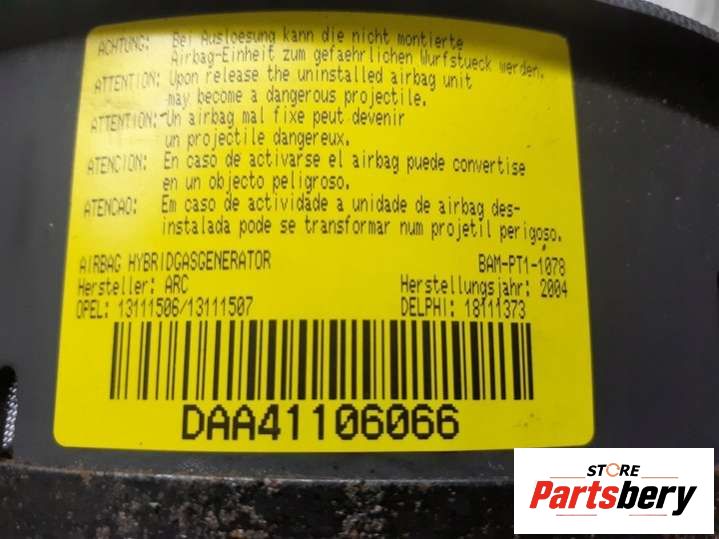 ACHTUNG: Bei Ausloesung kann die nicht montierte
Airbag-Einheit zum gefaehrlichen Wurfstueck werden.
ATTENTION: Upon release the uninstalled airbag unit
may become a dangerous projectile.
ATTENTION: Un airbag mal fixe peut devenir
un projectile dangereux.
ATENCION: En caso de activarse el airbag puede convertise
en un objecto peligroso.
ATENCAO: Em caso de actividade a unidade de airbag des-
instalada pode se transformar num projetil perigoso.
AIRBAG HYBRIDGASGENERATOR BAM-PT1-1078
Hersteller: ARC Herstellungsjahr: 2004
OPEL: 13111506/13111507 DELPHI: 18111373
DAA41106066
STORE
Partsbery